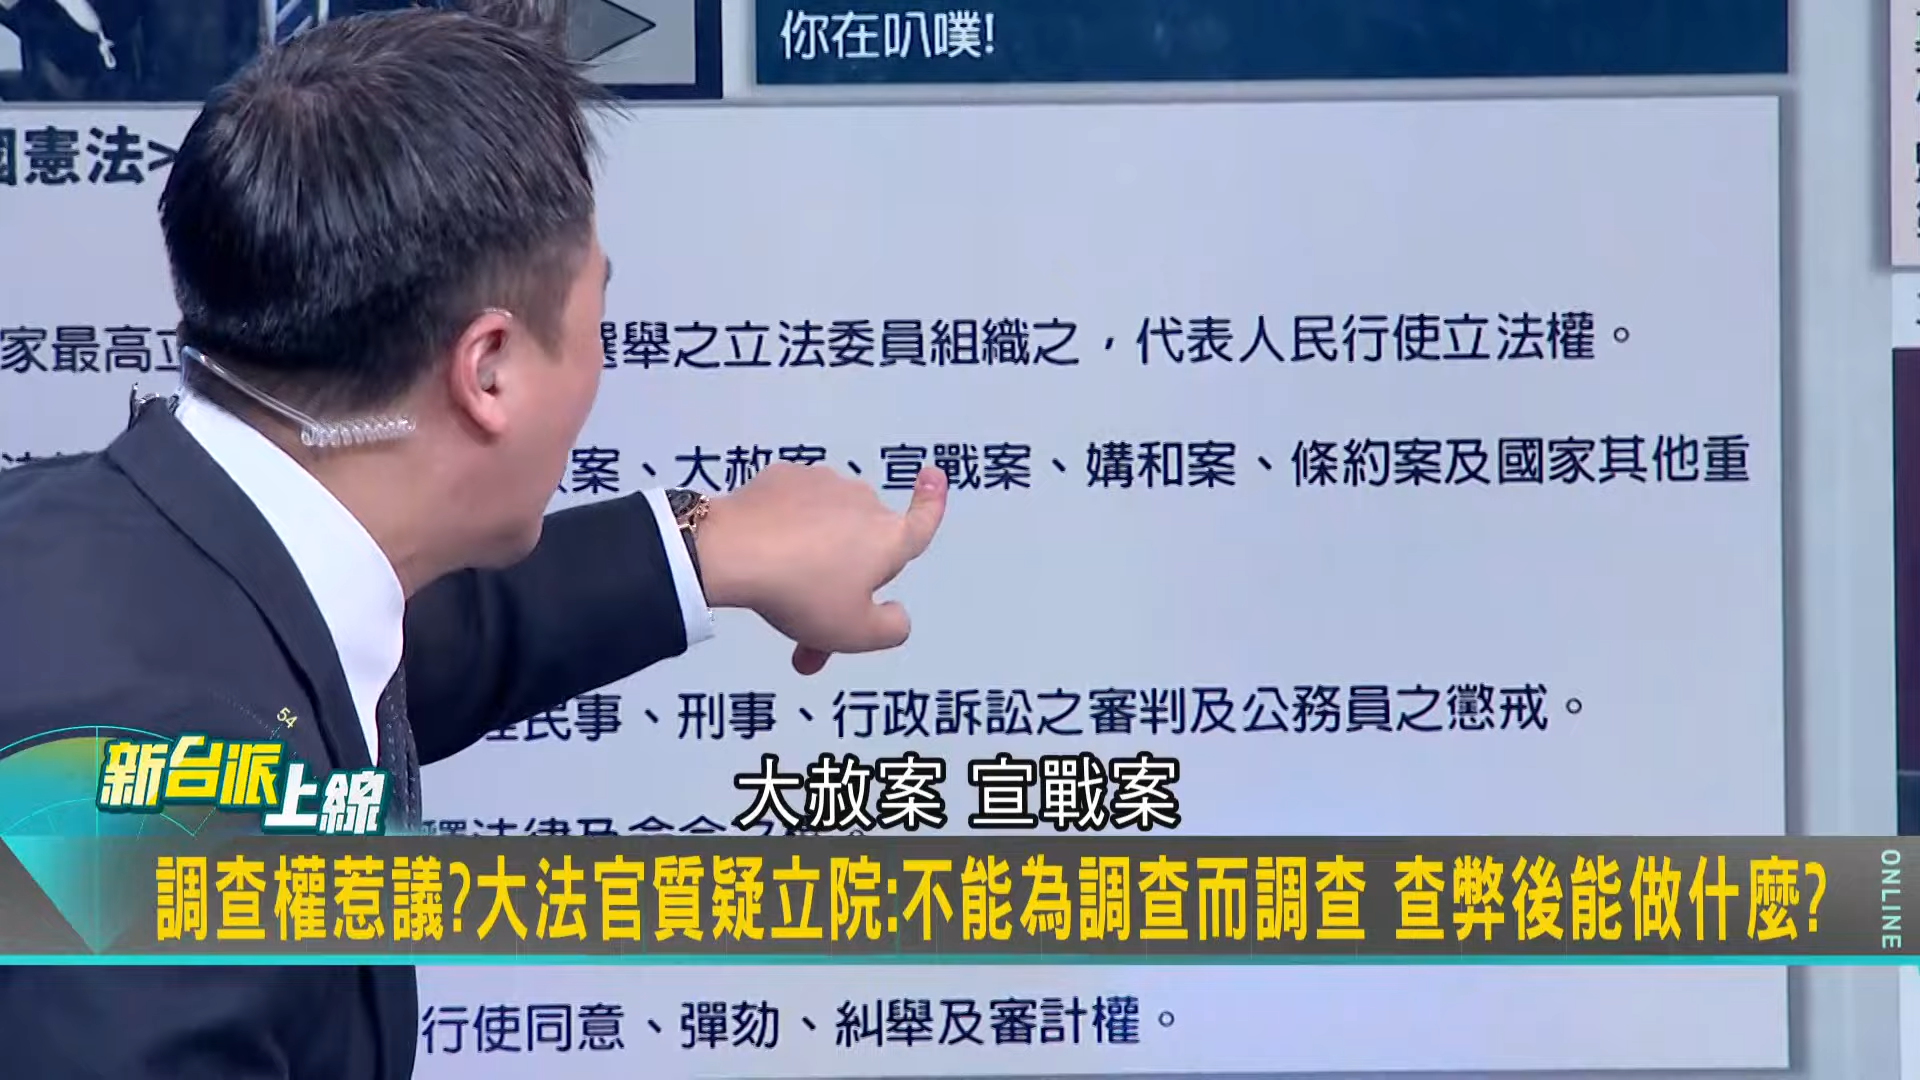 你在叭噗!
國憲法>
家最高立
選舉之立法委員組織之，代表人民行使立法權。
案、大赦案、宣戰案、媾和案、條約案及國家其他重
民事、刑事、行政訴訟之審判及公務員之懲戒。
54
新台派
上線
大赦案 宣戰案
調查權惹議?大法官質疑立院:不能為調查而調查 查弊後能做什麼?
ONLINE
行使同意、彈劾、糾舉及審計權。